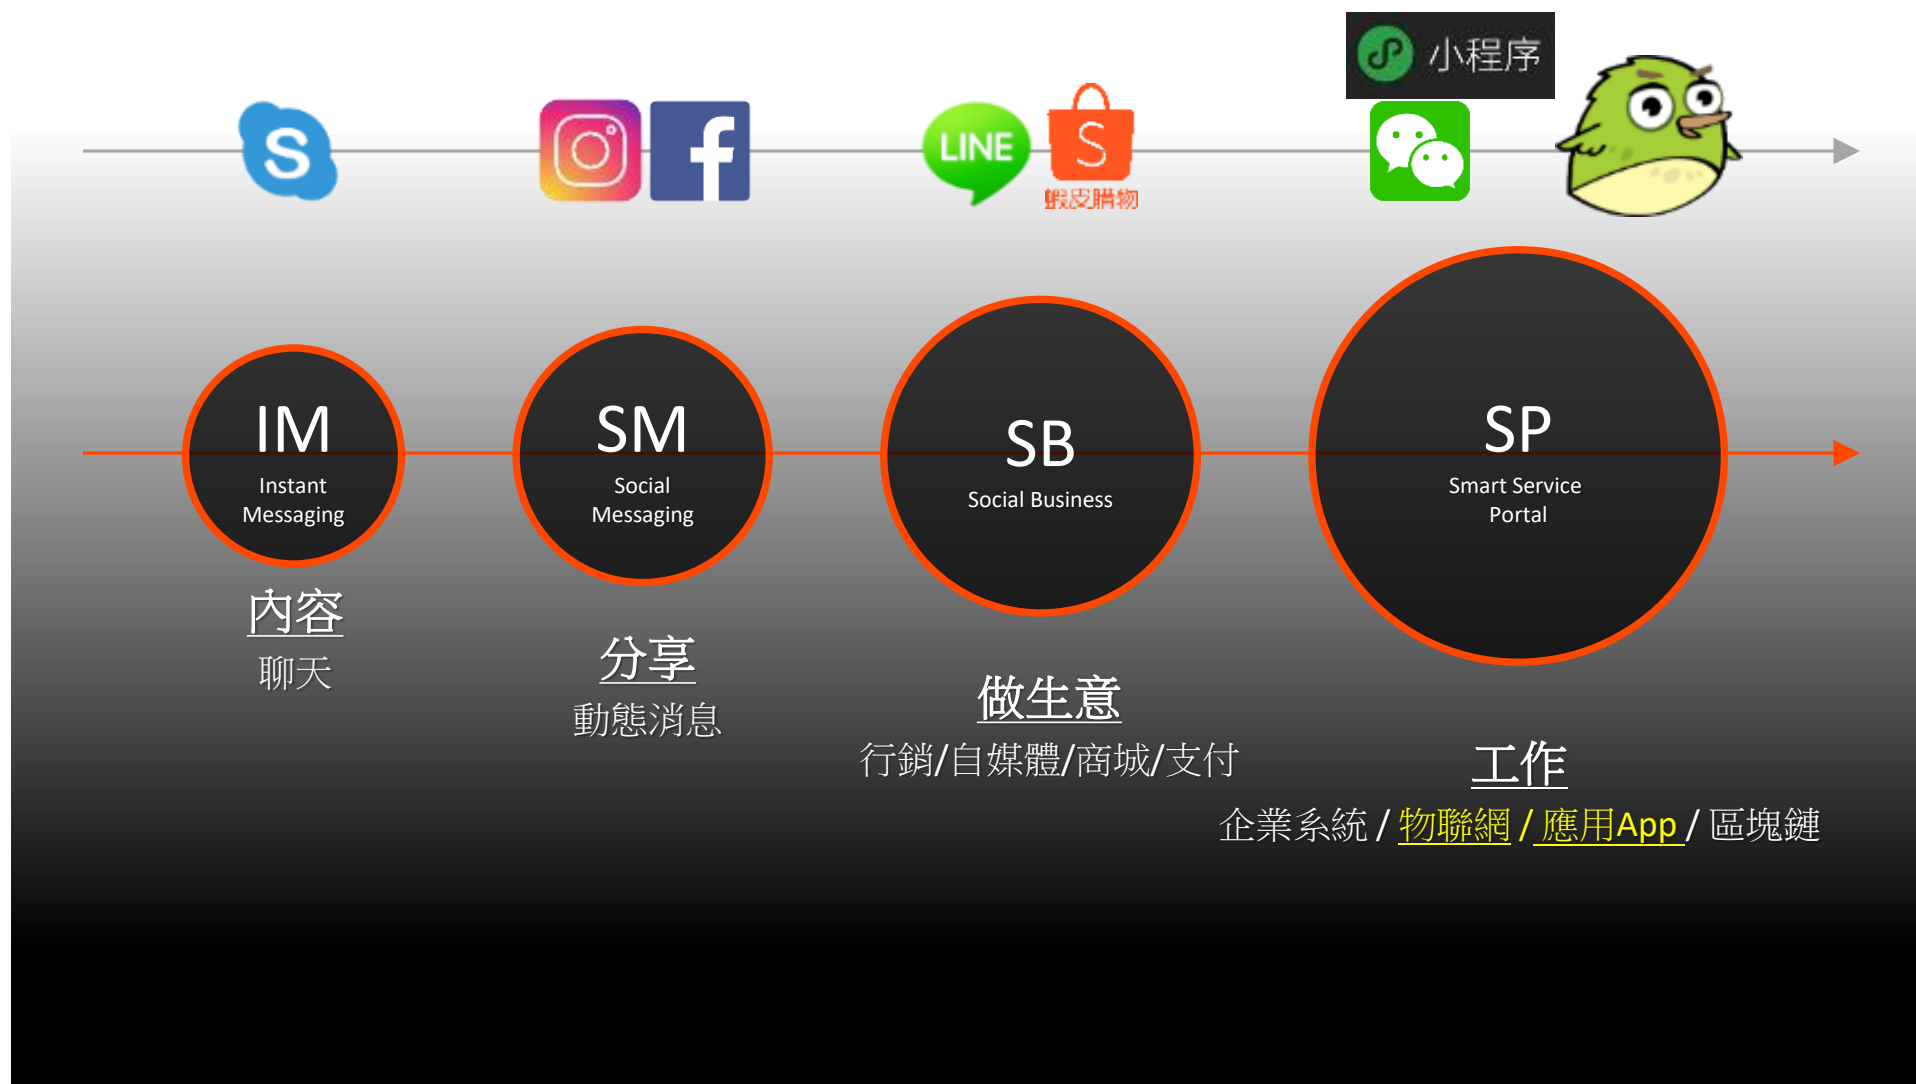 小程序
S
LINE
S
蝦皮購物
IM
Instant
Messaging
SM
Social
Messaging
SB
Social Business
SP
Smart Service
Portal
內容
聊天
分享
動態消息
做生意
行銷/自媒體/商城/支付
工作
企業系統 / 物聯網 / 應用App / 區塊鏈